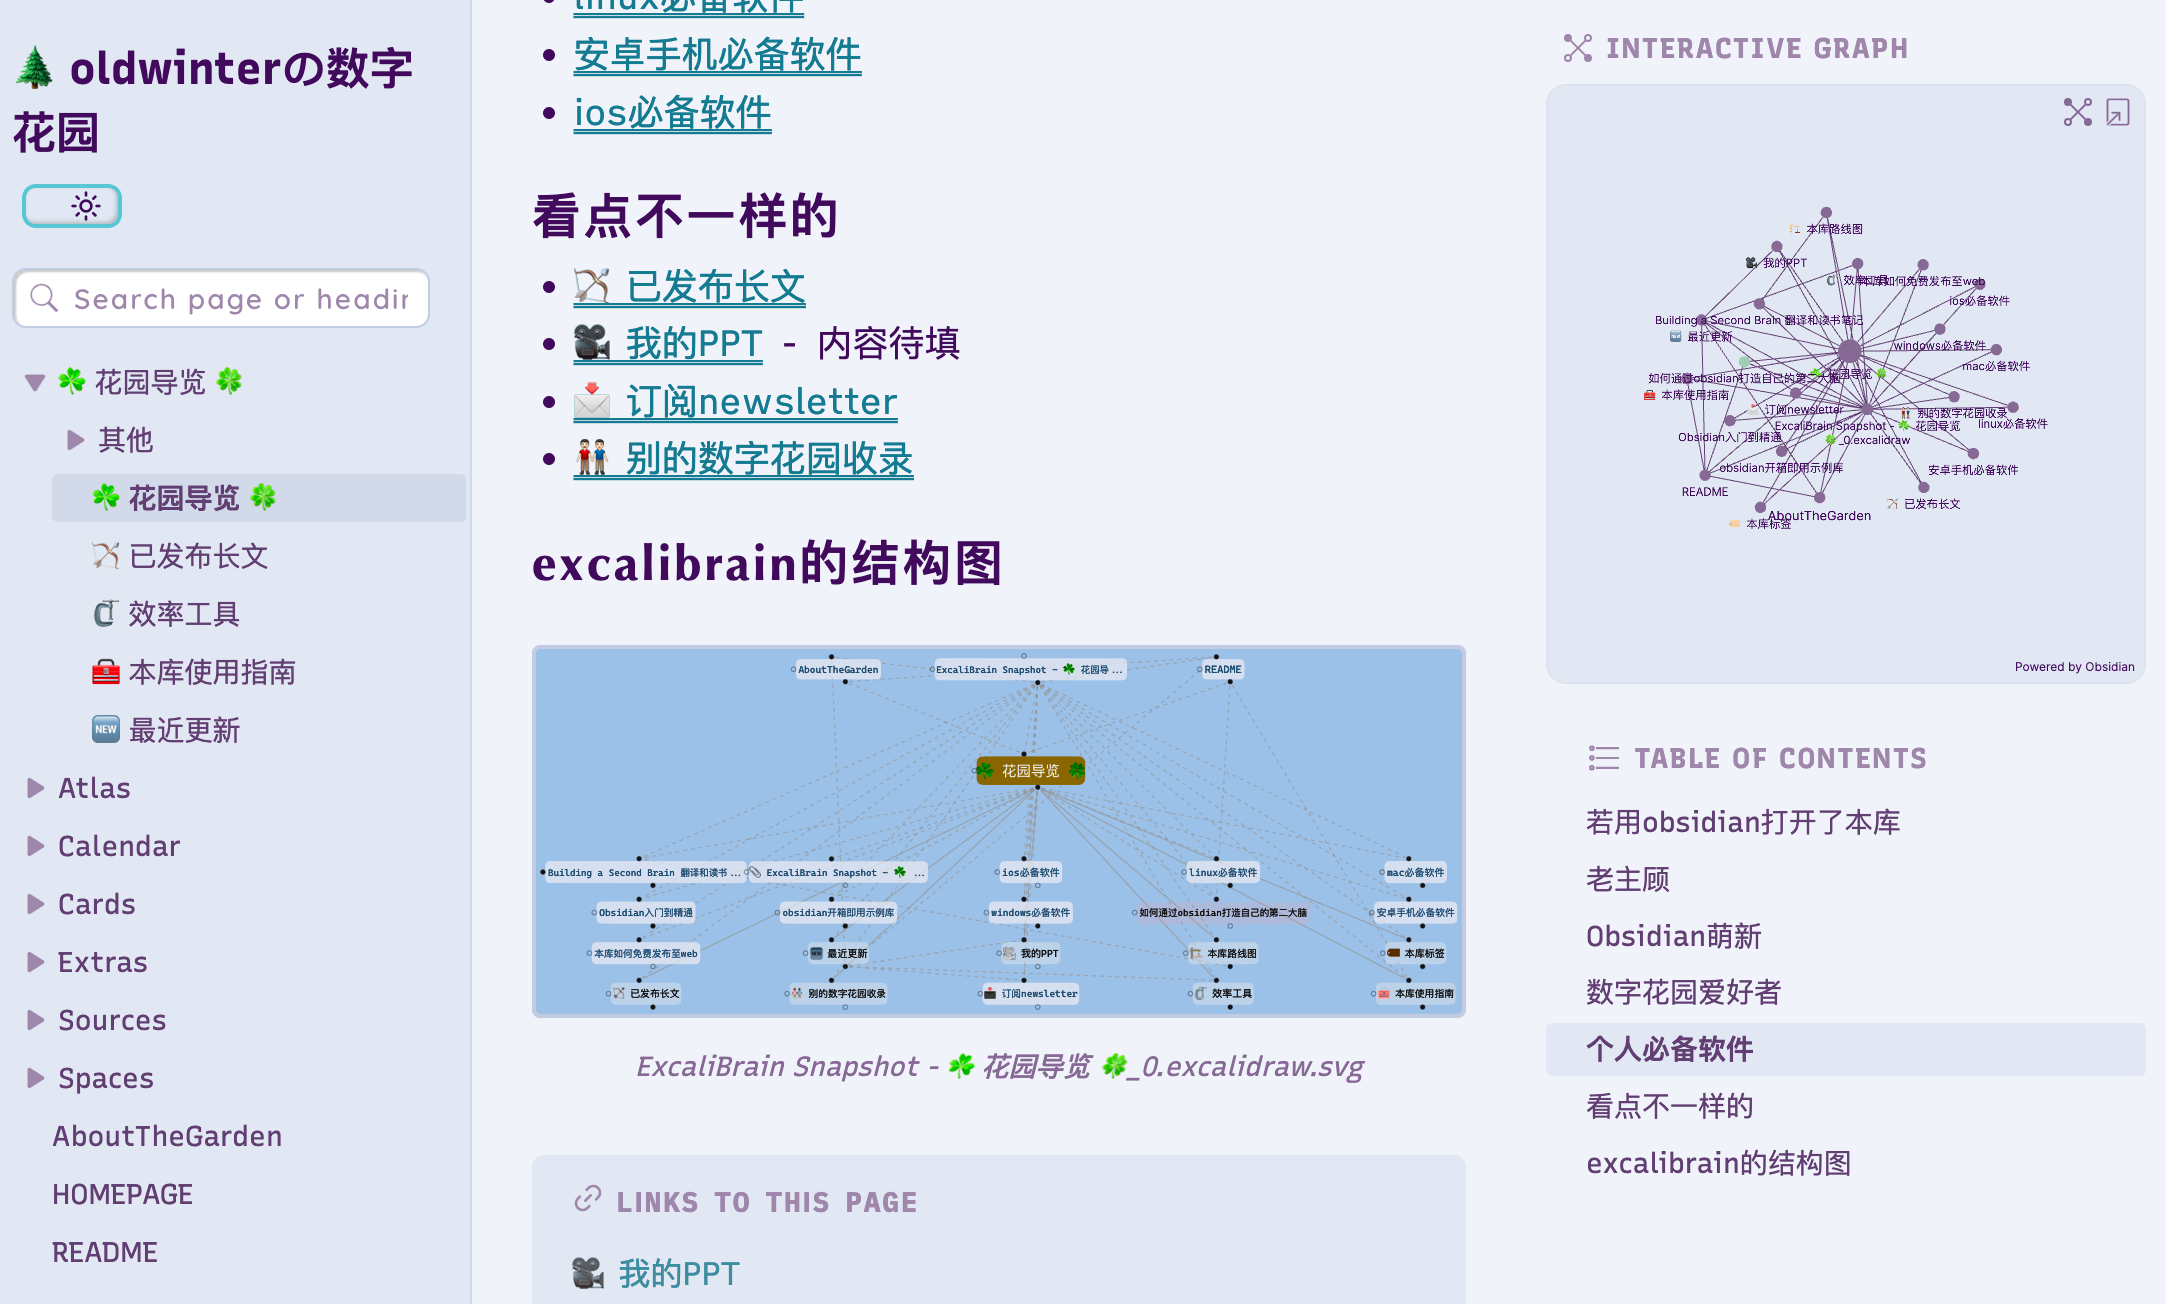 🌲 oldwinterの数字
花园
Search page or headin
🍀 花园导览 🍀
其他
🍀 花园导览 🍀
🏹 已发布长文
🗜 效率工具
🧰 本库使用指南
🆕 最近更新
Atlas
Calendar
Cards
Extras
Sources
Spaces
AboutTheGarden
HOMEPAGE
README
linux必备软件
安卓手机必备软件
ios必备软件
看点不一样的
🏹 已发布长文
🎥 我的PPT - 内容待填
📩 订阅newsletter
👬 别的数字花园收录
excalibrain的结构图
AboutTheGarden
ExcaliBrain Snapshot - ☘️ 花园导 ...
README
☘️ 花园导览 🍀
Building a Second Brain 翻译和读书 ...
ExcaliBrain Snapshot - ☘️ ...
ios必备软件
linux必备软件
mac必备软件
Obsidian入门到精通
obsidian开箱即用示例库
windows必备软件
如何通过obsidian打造自己的第二大脑
安卓手机必备软件
本库如何免费发布至web
🆕 最近更新
🎥 我的PPT
🏗 本库路线图
🏷 本库标签
🏹 已发布长文
👬 别的数字花园收录
📩 订阅newsletter
🗜 效率工具
🧰 本库使用指南
ExcaliBrain Snapshot - ☘️ 花园导览 🍀_0.excalidraw.svg
LINKS TO THIS PAGE
🎥 我的PPT
INTERACTIVE GRAPH
🏗 本库路线图
🎥 我的PPT
🗜 效率工具
本库如何免费发布至web
ios必备软件
Building a Second Brain 翻译和读书笔记
🆕 最近更新
windows必备软件
mac必备软件
如何通过obsidian打造自己的第二大脑
☘️ 花园导览 🍀
🧰 本库使用指南
📩 订阅newsletter
👬 别的数字花园收录
linux必备软件
ExcaliBrain Snapshot - ☘️ 花园导览
🍀_0.excalidraw
Obsidian入门到精通
obsidian开箱即用示例库
安卓手机必备软件
README
🏹 已发布长文
AboutTheGarden
🏷 本库标签
Powered by Obsidian
TABLE OF CONTENTS
若用obsidian打开了本库
老主顾
Obsidian萌新
数字花园爱好者
个人必备软件
看点不一样的
excalibrain的结构图